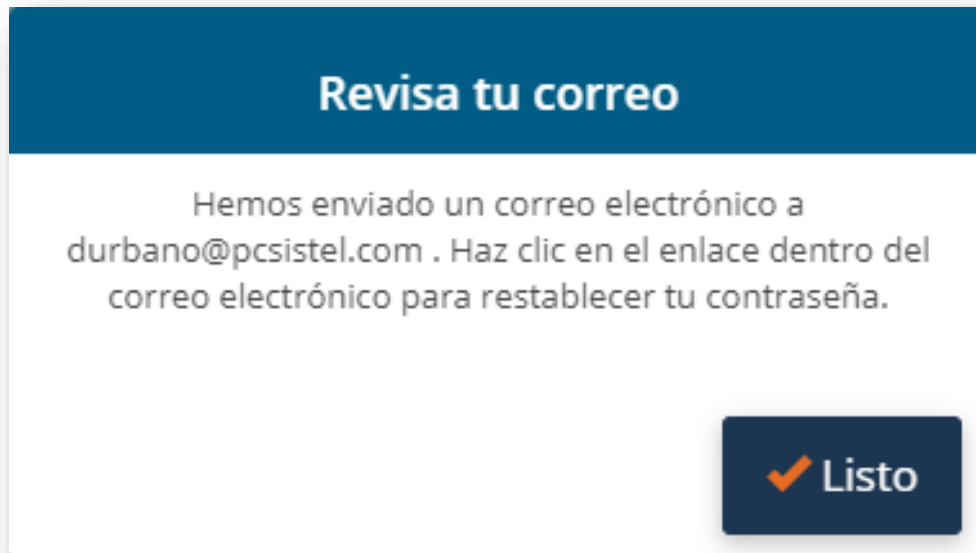 Revisa tu correo
Hemos enviado un correo electrónico a
durbano@pcsistel.com . Haz clic en el enlace dentro del
correo electrónico para restablecer tu contraseña.
Listo